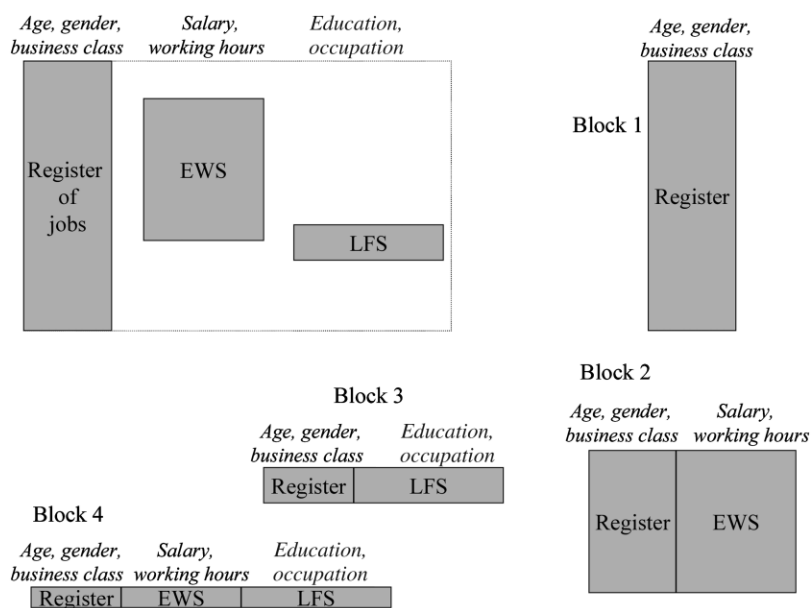 Age, gender,
business class
Salary,
working hours
Education,
occupation
Register
of
jobs
EWS
LFS
Age, gender,
business class
Block 1
Register
Block 2
Age, gender,
business class
Salary,
working hours
Register
EWS
Block 3
Age, gender,
business class
Education,
occupation
Register
LFS
Block 4
Age, gender,
business class
Salary,
working hours
Education,
occupation
Register
EWS
LFS